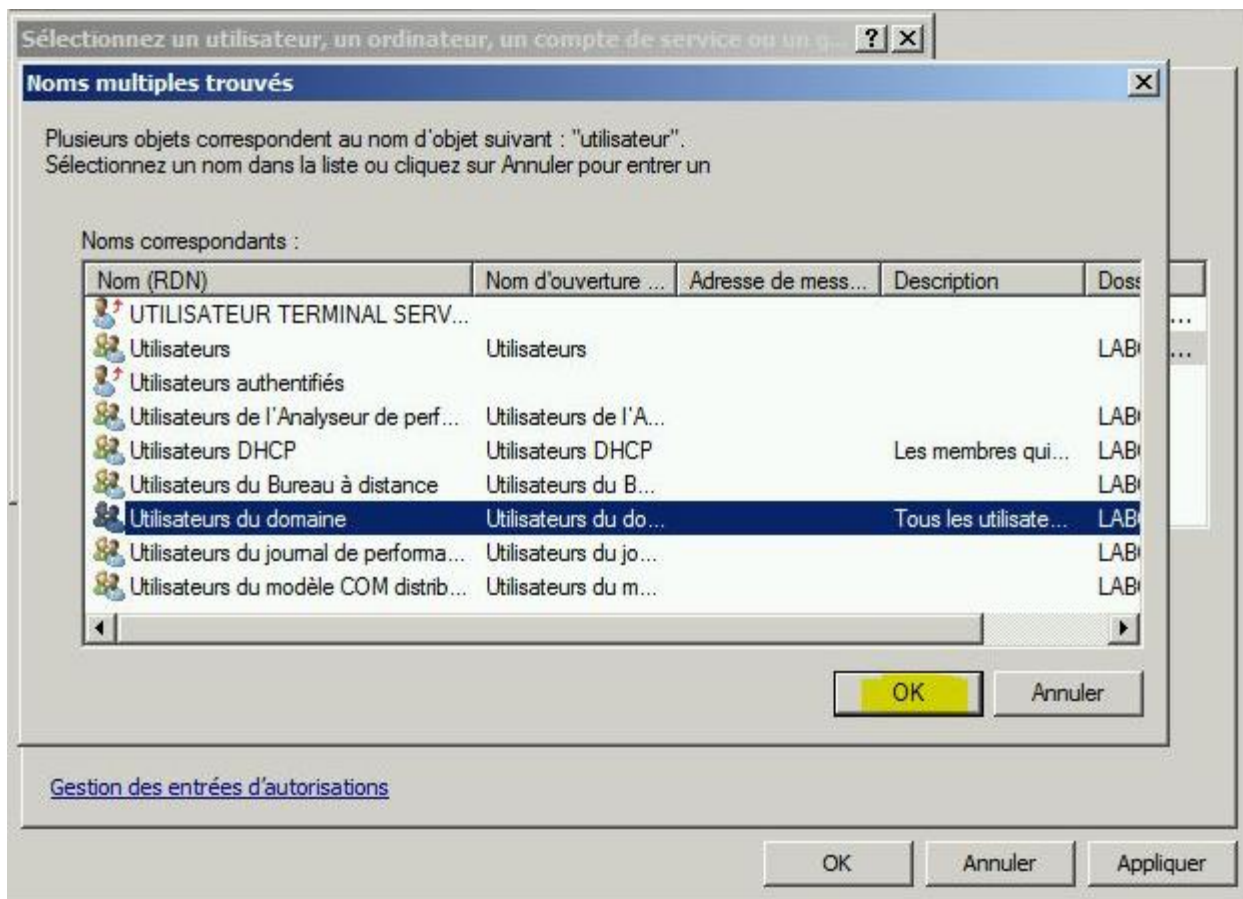 Sélectionnez un utilisateur, un ordinateur, un compte de service ou un g...
Noms multiples trouvés
Plusieurs objets correspondent au nom d'objet suivant : "utilisateur".
Sélectionnez un nom dans la liste ou cliquez sur Annuler pour entrer un
Noms correspondants :
Nom (RDN) Nom d'ouverture ... Adresse de mess... Description Doss
UTILISATEUR TERMINAL SERV...
Utilisateurs Utilisateurs LAB
Utilisateurs authentifiés
Utilisateurs de l'Analyseur de perf... Utilisateurs de l'A... LAB
Utilisateurs DHCP Utilisateurs DHCP Les membres qui... LAB
Utilisateurs du Bureau à distance Utilisateurs du B... LAB
Utilisateurs du domaine Utilisateurs du do... Tous les utilisate... LAB
Utilisateurs du journal de performa... Utilisateurs du jo... LAB
Utilisateurs du modèle COM distrib... Utilisateurs du m... LAB
OK Annuler
Gestion des entrées d'autorisations
OK Annuler Appliquer